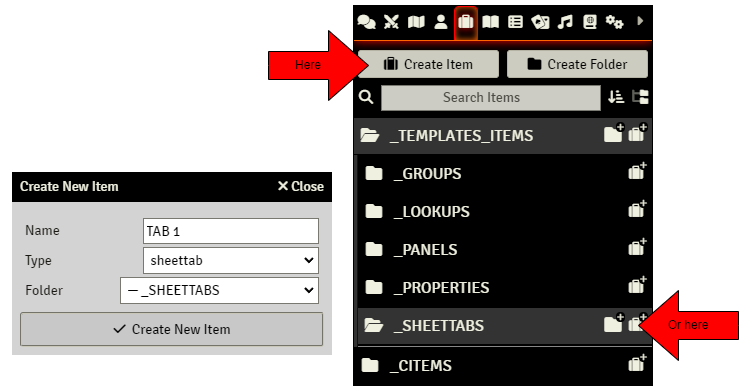 Here
Create Item
Create Folder
Search Items
_TEMPLATES_ITEMS
_GROUPS
_LOOKUPS
_PANELS
_PROPERTIES
_SHEETTABS
Or here
_CITEMS
Create New Item
Close
Name
TAB 1
Type
sheettab
Folder
— _SHEETTABS
Create New Item